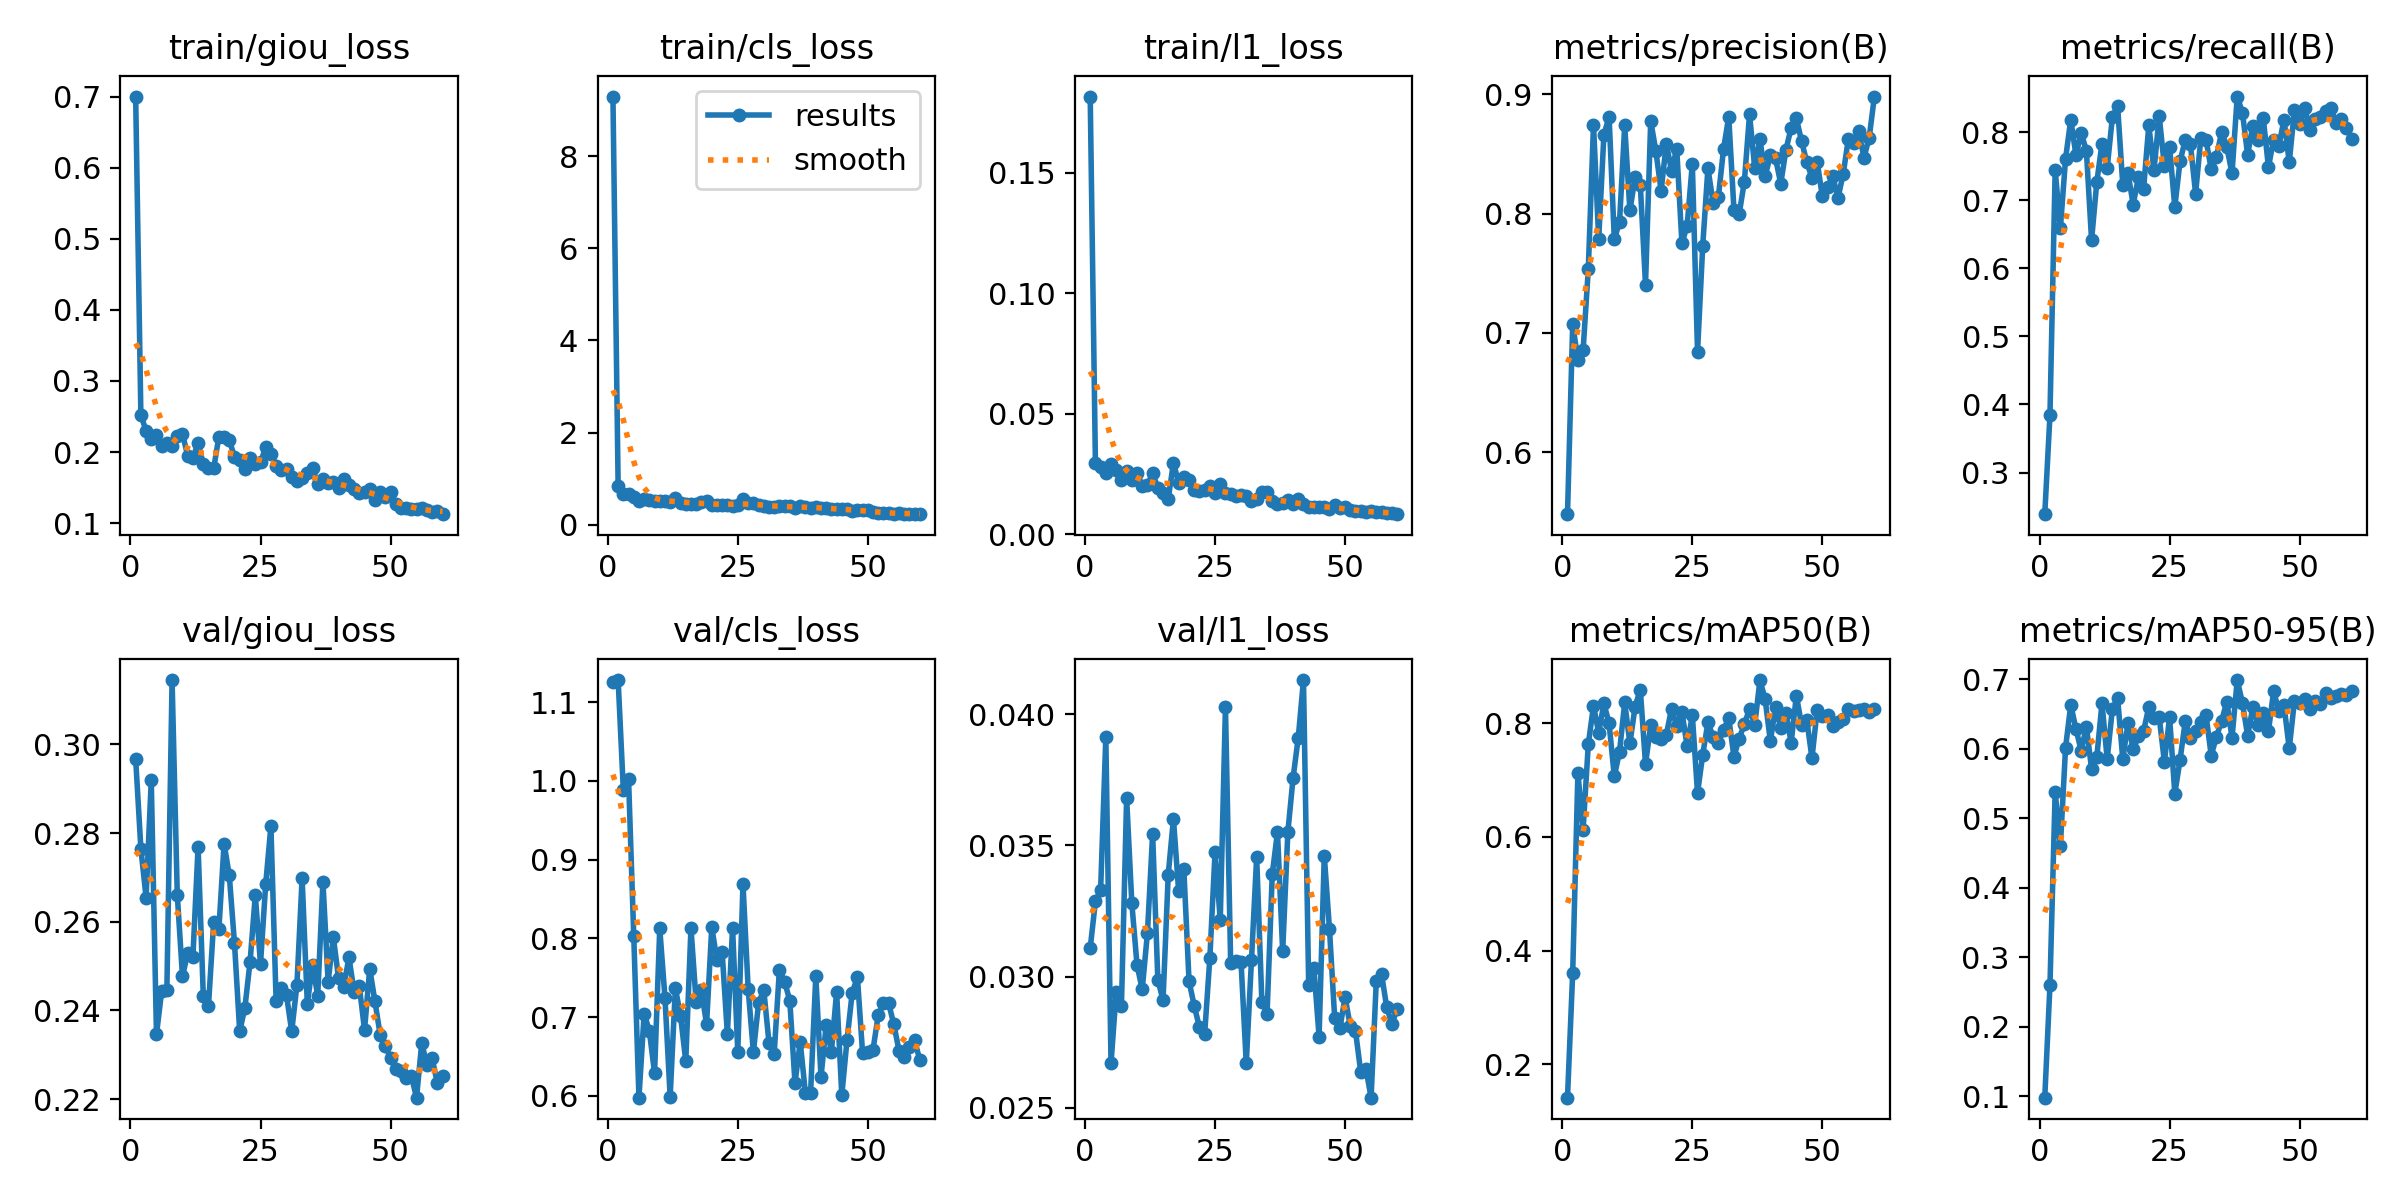 train/giou_loss
0.7
0.6
0.5
0.4
0.3
0.2
0.1
0 25 50
train/cls_loss
results
smooth
8
6
4
2
0
0 25 50
train/l1_loss
0.15
0.10
0.05
0.00
0 25 50
metrics/precision(B)
0.9
0.8
0.7
0.6
0 25 50
metrics/recall(B)
0.8
0.7
0.6
0.5
0.4
0.3
0 25 50
val/giou_loss
0.30
0.28
0.26
0.24
0.22
0 25 50
val/cls_loss
1.1
1.0
0.9
0.8
0.7
0.6
0 25 50
val/l1_loss
0.040
0.035
0.030
0.025
0 25 50
metrics/mAP50(B)
0.8
0.6
0.4
0.2
0 25 50
metrics/mAP50-95(B)
0.7
0.6
0.5
0.4
0.3
0.2
0.1
0 25 50